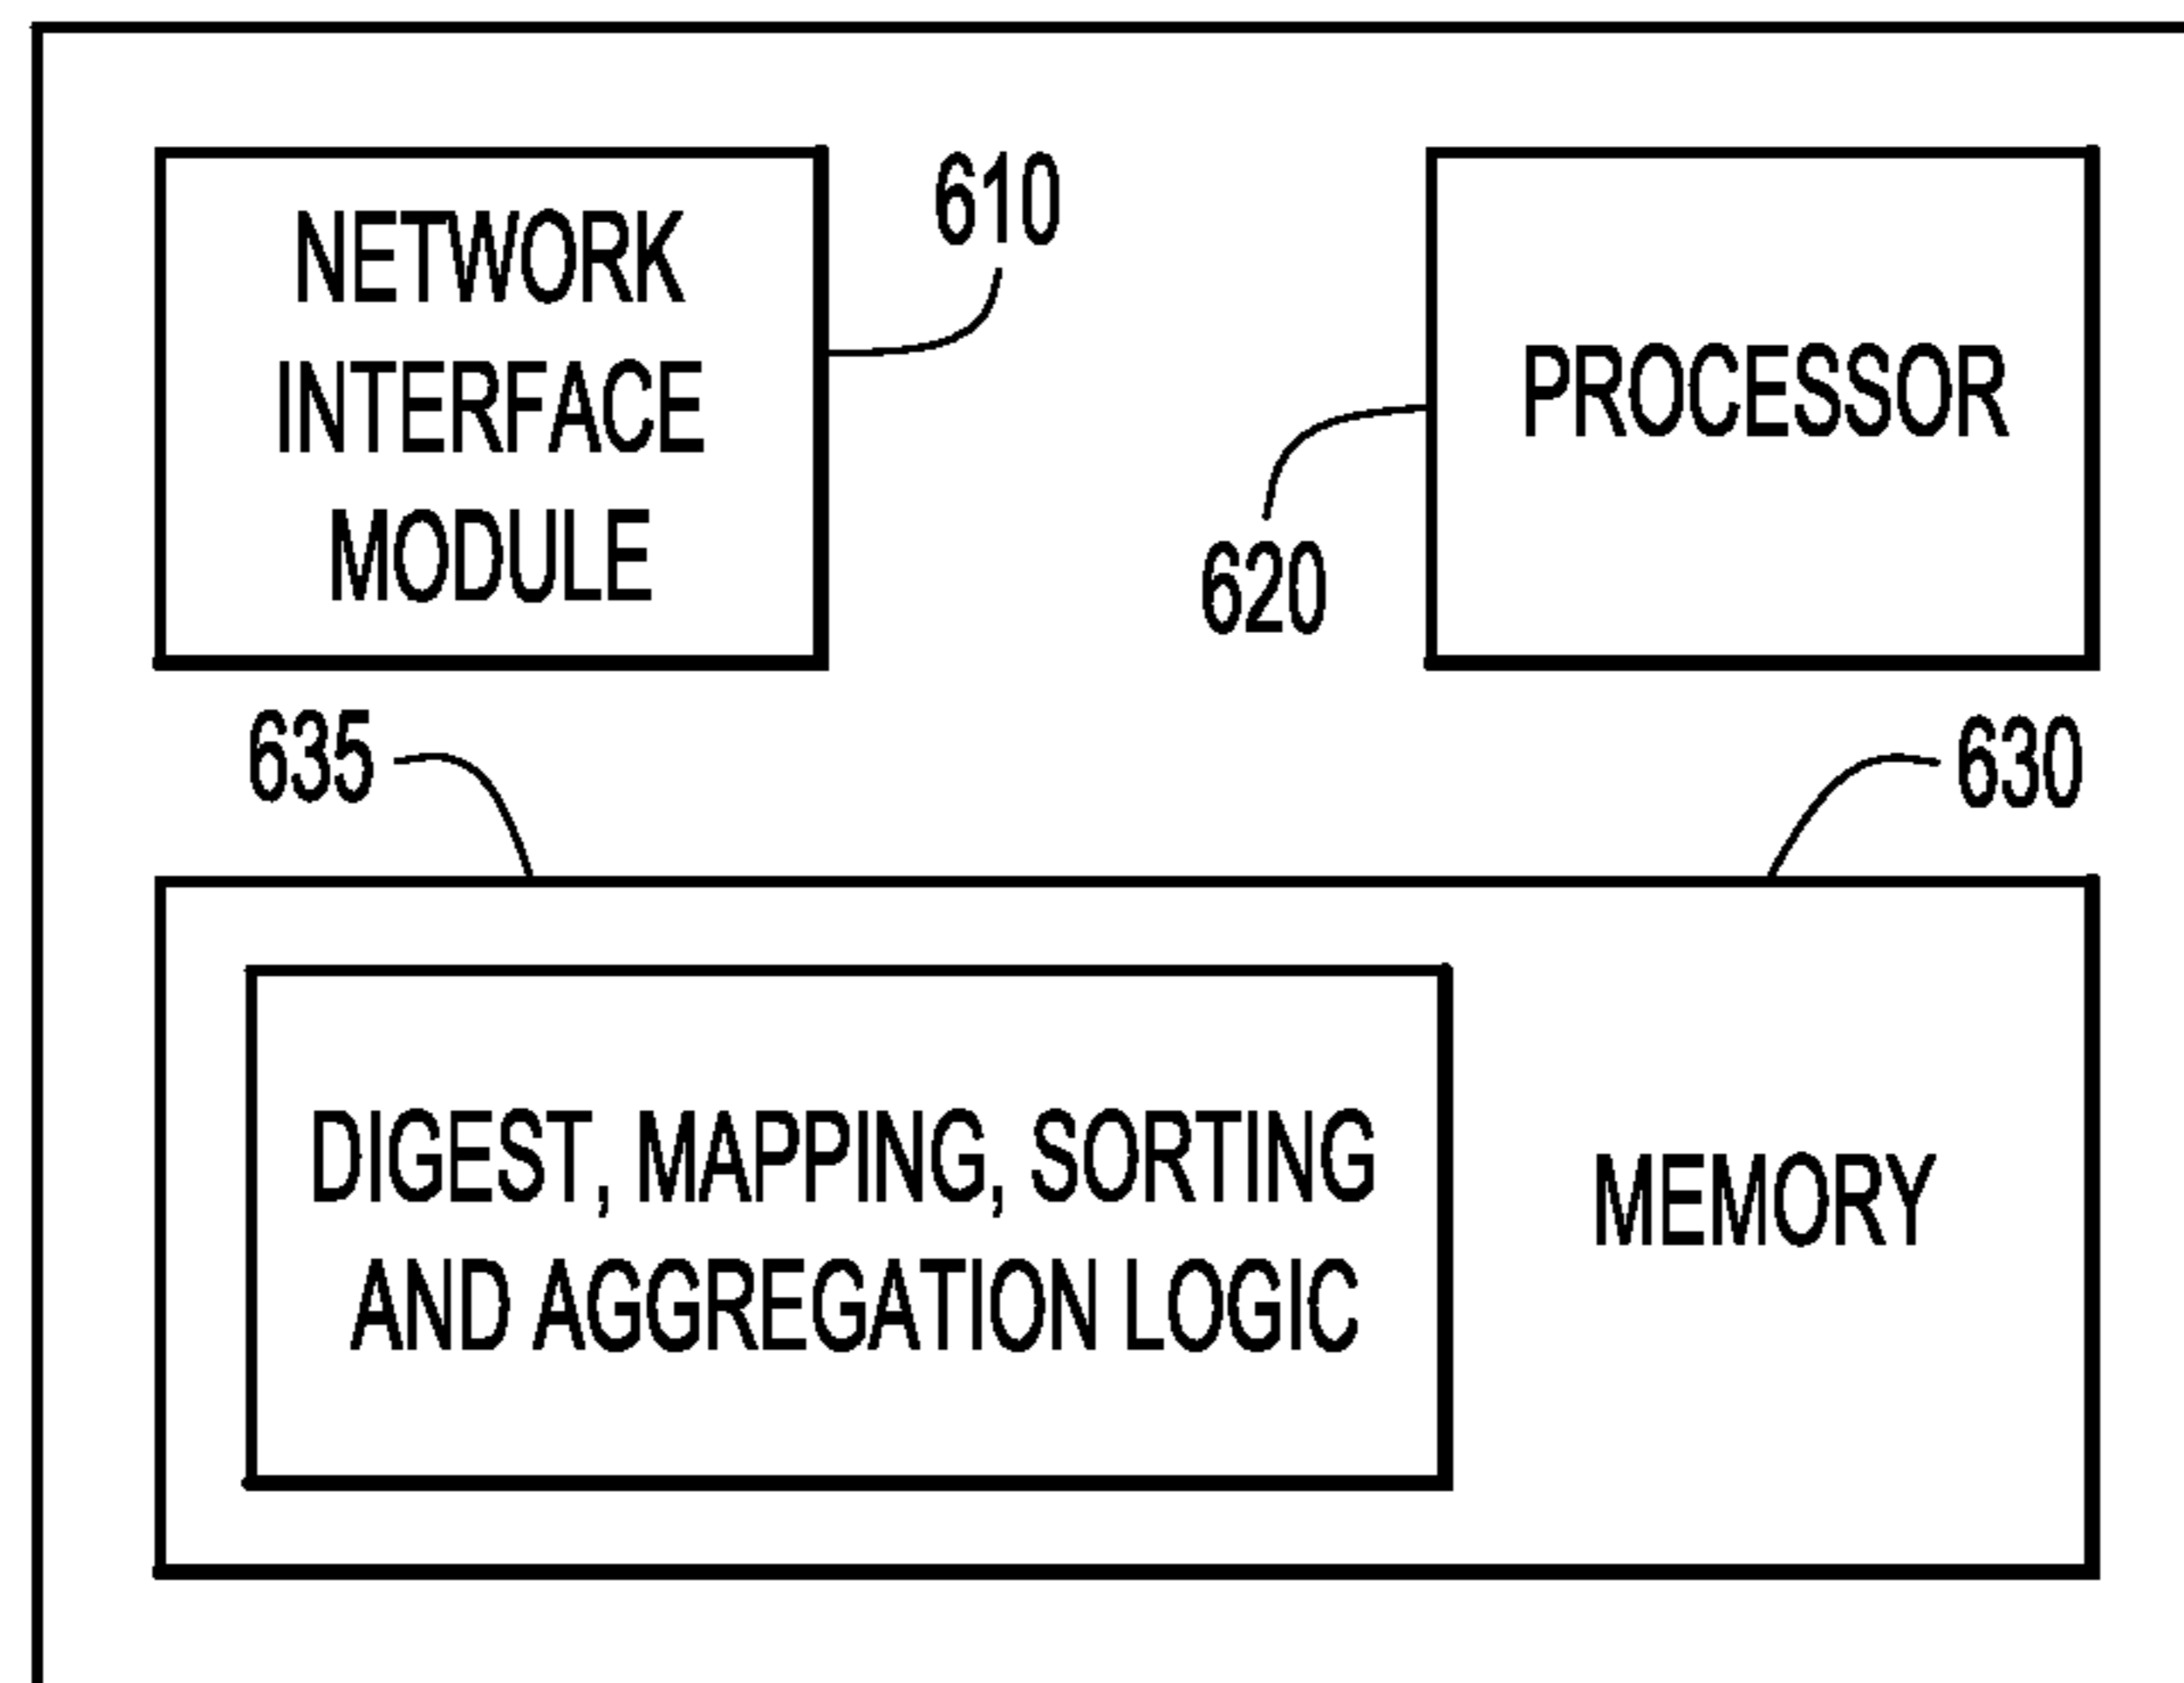 NETWORK
INTERFACE
MODULE
610
PROCESSOR
620
635
630
DIGEST, MAPPING, SORTING
AND AGGREGATION LOGIC
MEMORY